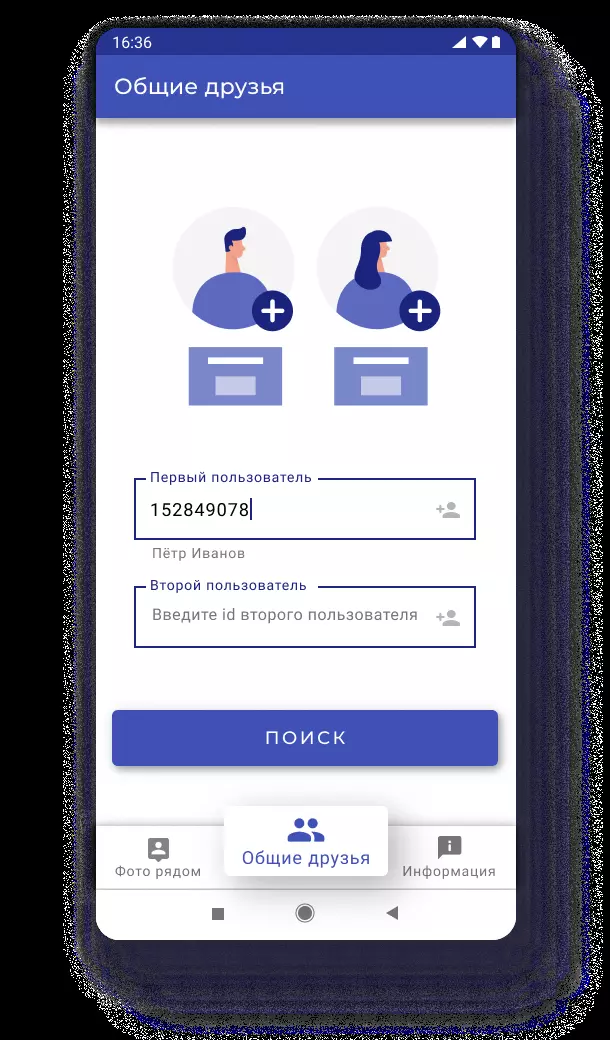 16:36
Общие друзья
Первый пользователь
152849078
Пётр Иванов
Второй пользователь
Введите id второго пользователя
ПОИСК
Фото рядом
Общие друзья
Информация